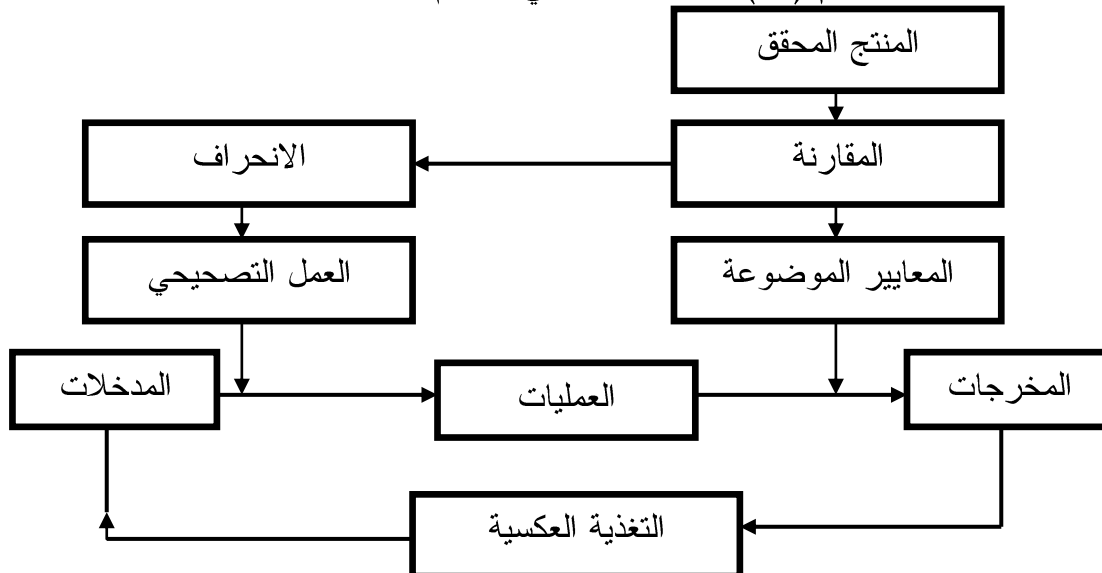 المنتج المحقق
المقارنة
الانحراف
المعايير الموضوعة
العمل التصحيحي
المخرجات
العمليات
المدخلات
التغذية العكسية